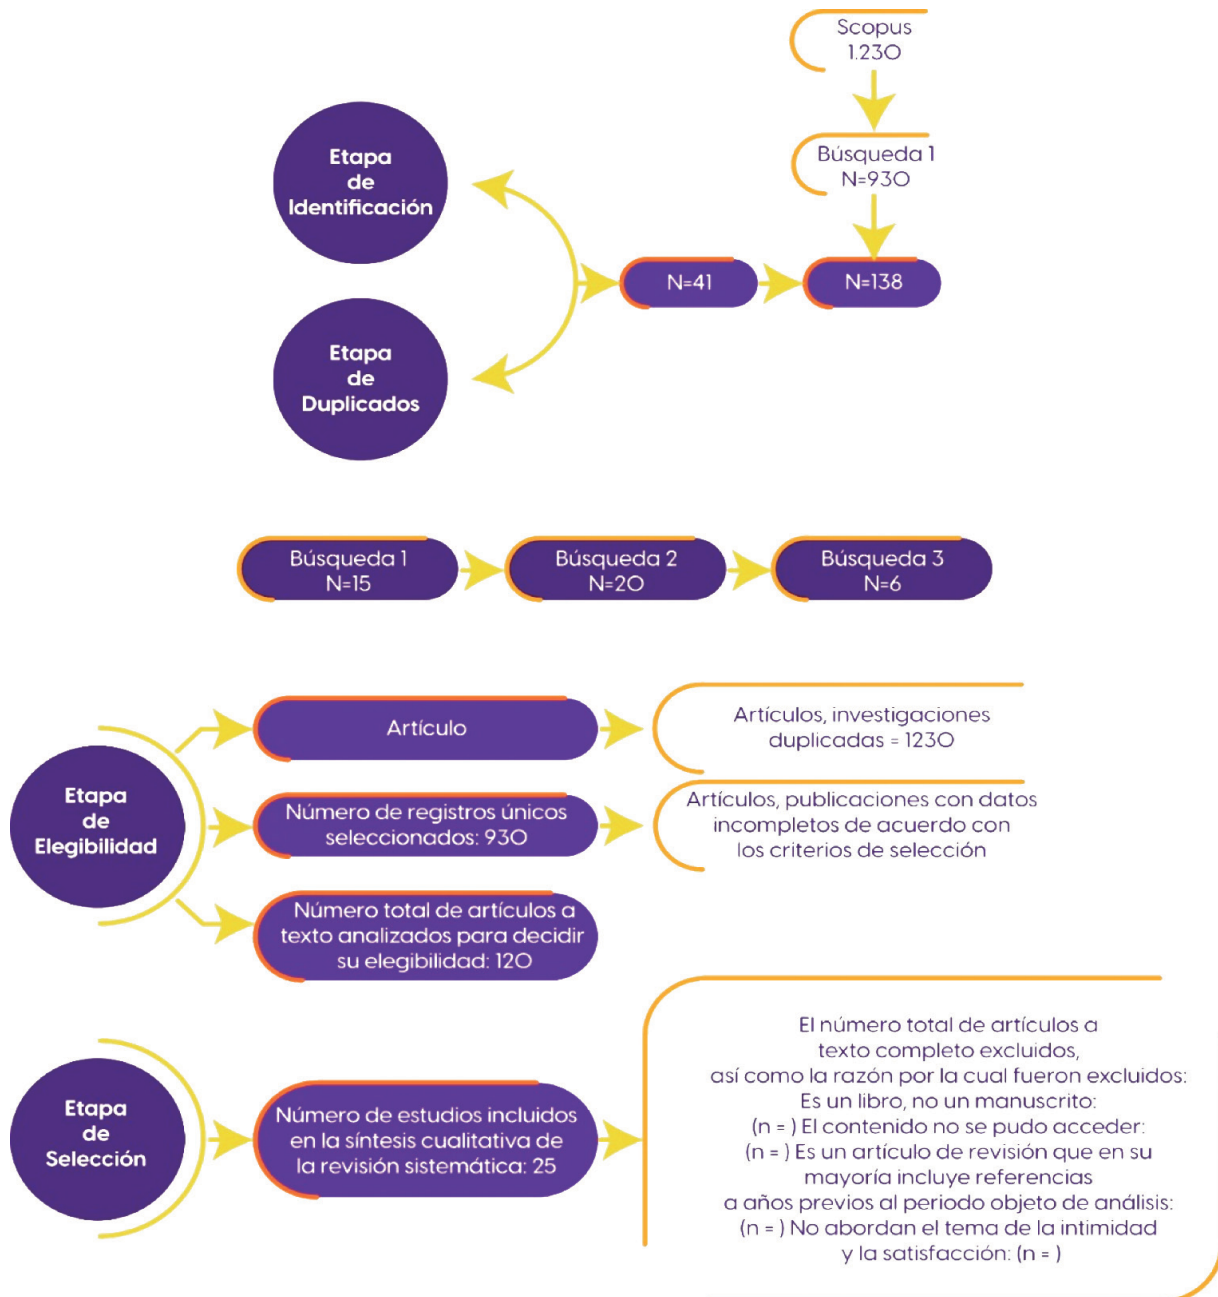 Scopus
1.230
Búsqueda 1
N=930
Etapa
de
Identificación
N=41
N=138
Etapa
de
Duplicados
Búsqueda 1
N=15
Búsqueda 2
N=20
Búsqueda 3
N=6
Etapa
de
Elegibilidad
Artículo
Artículos, investigaciones
duplicadas = 1230
Número de registros únicos
seleccionados: 930
Artículos, publicaciones con datos
incompletos de acuerdo con
los criterios de selección
Número total de artículos a
texto analizados para decidir
su elegibilidad: 120
Etapa
de
Selección
Número de estudios incluidos
en la síntesis cualitativa de
la revisión sistemática: 25
El número total de artículos a
texto completo excluidos,
así como la razón por la cual fueron excluidos:
Es un libro, no un manuscrito:
(n = ) El contenido no se pudo acceder:
(n = ) Es un artículo de revisión que en su
mayoría incluye referencias
a años previos al periodo objeto de análisis:
(n = ) No abordan el tema de la intimidad
y la satisfacción: (n = )